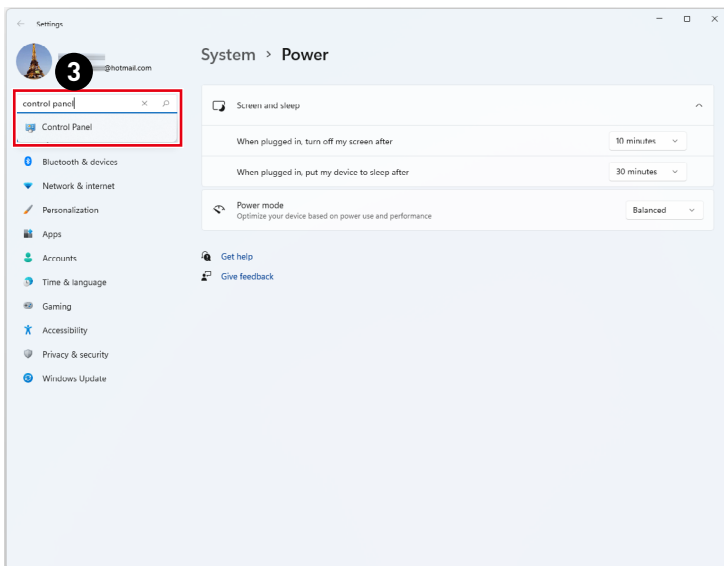 Settings
System > Power
3
@hotmail.com
control panel
Control Panel
Screen and sleep
When plugged in, turn off my screen after
10 minutes
When plugged in, put my device to sleep after
30 minutes
Power mode
Optimize your device based on power use and performance
Balanced
Get help
Give feedback
Bluetooth & devices
Network & internet
Personalization
Apps
Accounts
Time & language
Gaming
Accessibility
Privacy & security
Windows Update